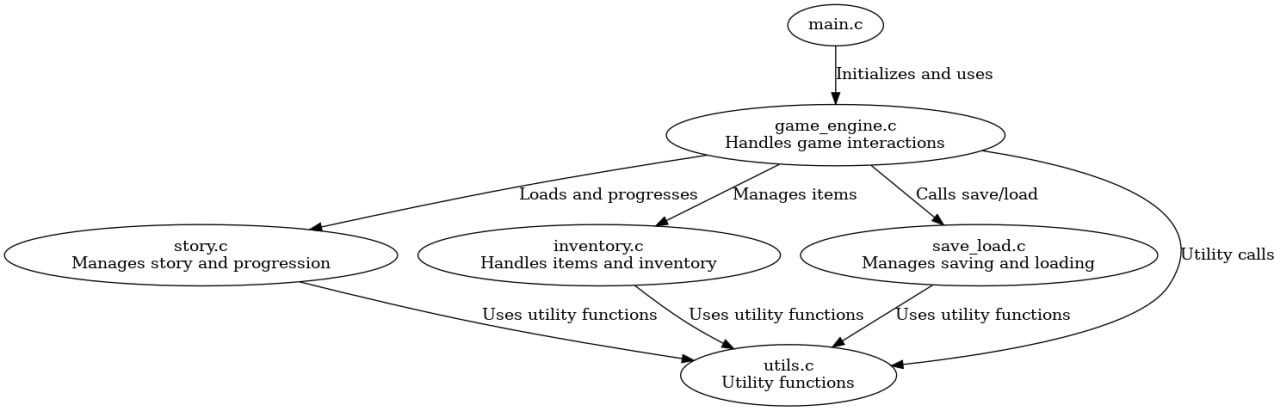 main.c
Initializes and uses
game_engine.c
Handles game interactions
Loads and progresses
Manages items
Calls save/load
story.c
Manages story and progression
inventory.c
Handles items and inventory
save_load.c
Manages saving and loading
Utility calls
Uses utility functions
Uses utility functions
Uses utility functions
utils.c
Utility functions